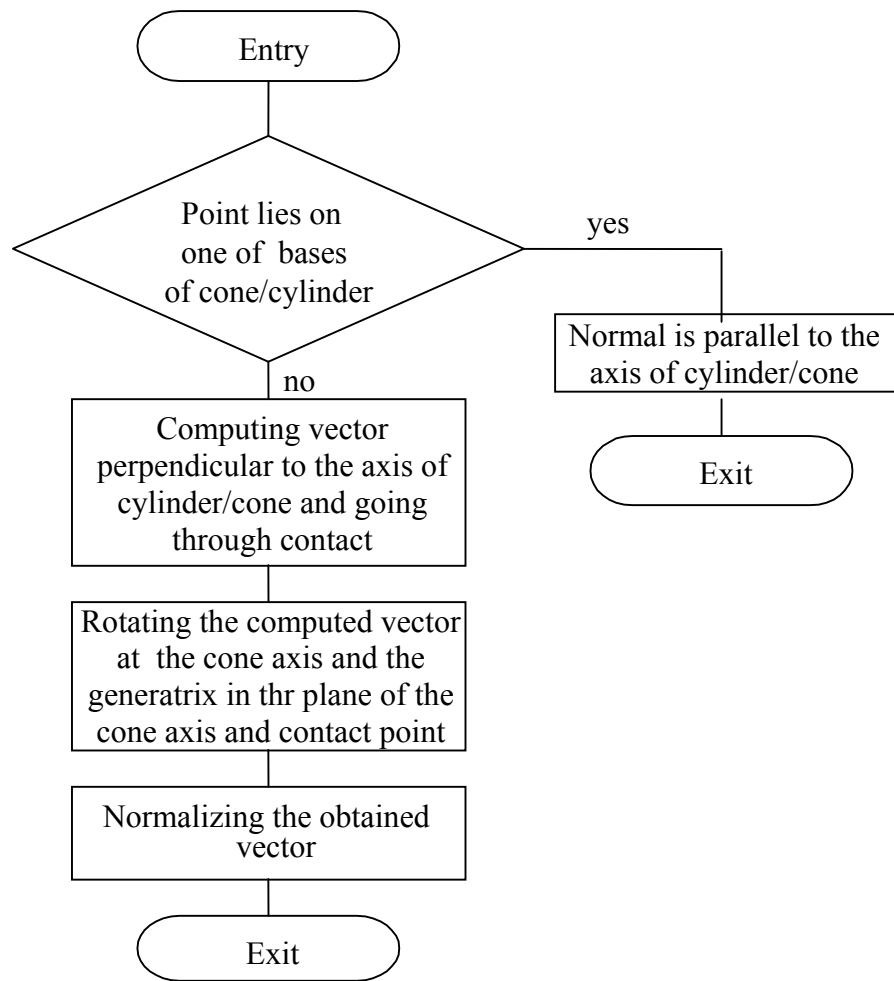 Entry
Point lies on
one of bases
of cone/cylinder
yes
Normal is parallel to the
axis of cylinder/cone
Exit
no
Computing vector
perpendicular to the axis of
cylinder/cone and going
through contact
Rotating the computed vector
at the cone axis and the
generatrix in thr plane of the
cone axis and contact point
Normalizing the obtained
vector
Exit